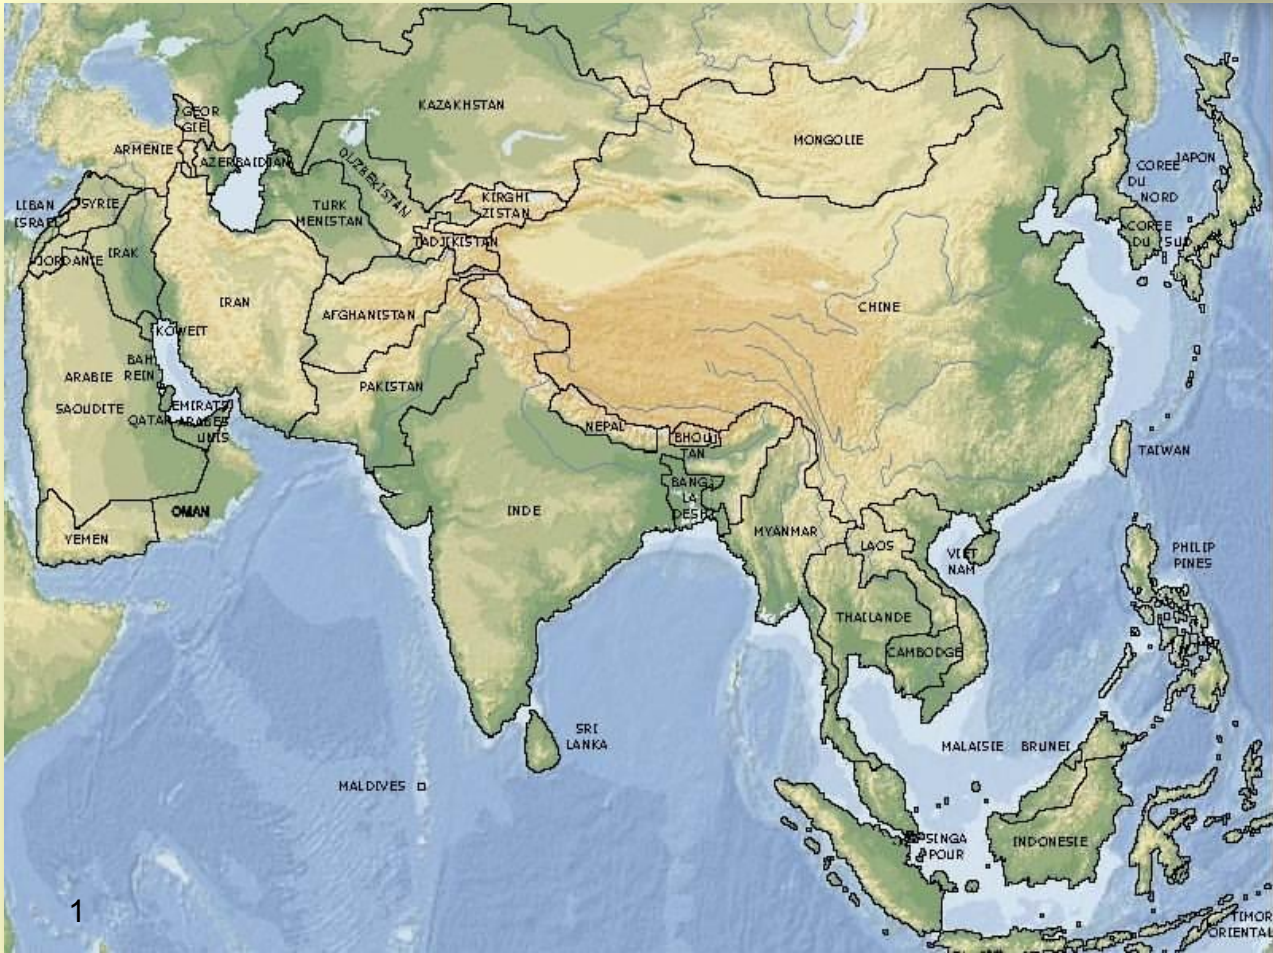 KAZAKHSTAN
GEOR
GIE
MONGOLIE
ARMENIE
AZERBAIDJAN
OUZBEKISTAN
COREE
DU
NORD
JAPON
KIRGHI
ZISTAN
SYRIE
LIBAN
ISRAEL
TURK
MENISTAN
COREE
DU SUD
TADJIKISTAN
IRAK
JORDANIE
IRAN
CHINE
AFGHANISTAN
KOWEIT
BAH
REIN
ARABIE
SAOUDITE
PAKISTAN
QATAR
EMIRATS
ARABES
UNIS
NEPAL
BHOU
TAN
TAIWAN
BANG
LA
DESH
INDE
OMAN
YEMEN
MYANMAR
LAOS
VIET
NAM
PHILIP
PINES
THAILANDE
CAMBODGE
SRI
LANKA
MALAISIE
BRUNEI
MALDIVES
SINGA
POUR
INDONESIE
1
TIMOR
ORIENTAL